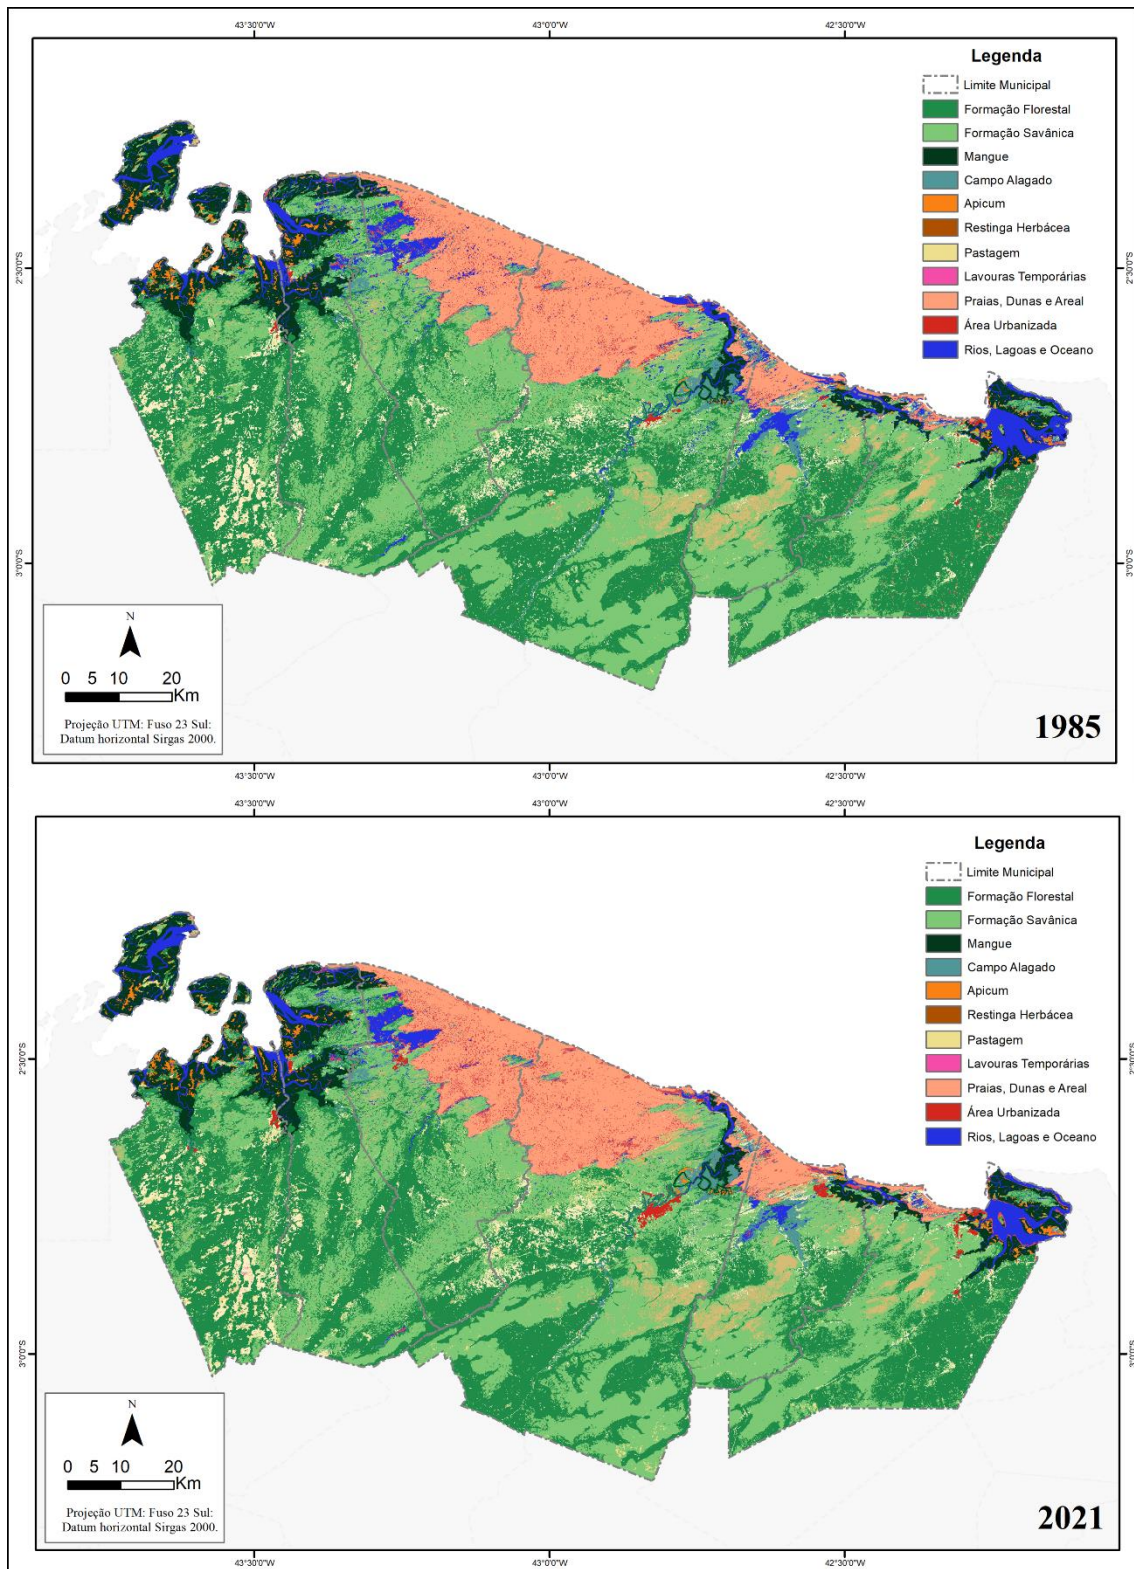 43°30'0"W 43°0'0"W 42°30'0"W
Legenda
Limite Municipal
Formação Florestal
Formação Savânica
Mangue
Campo Alagado
Apicum
Restinga Herbácea
Pastagem
Lavouras Temporárias
Praias, Dunas e Areal
Área Urbanizada
Rios, Lagoas e Oceano
2°30'0"S 2°30'0"S
3°0'0"S 3°0'0"S
N
0 5 10 20
Km
Projeção UTM: Fuso 23 Sul:
Datum horizontal Sirgas 2000.
1985
43°30'0"W 43°0'0"W 42°30'0"W
43°30'0"W 43°0'0"W 42°30'0"W
Legenda
Limite Municipal
Formação Florestal
Formação Savânica
Mangue
Campo Alagado
Apicum
Restinga Herbácea
Pastagem
Lavouras Temporárias
Praias, Dunas e Areal
Área Urbanizada
Rios, Lagoas e Oceano
2°30'0"S 2°30'0"S
3°0'0"S 3°0'0"S
N
0 5 10 20
Km
Projeção UTM: Fuso 23 Sul:
Datum horizontal Sirgas 2000.
2021
43°30'0"W 43°0'0"W 42°30'0"W